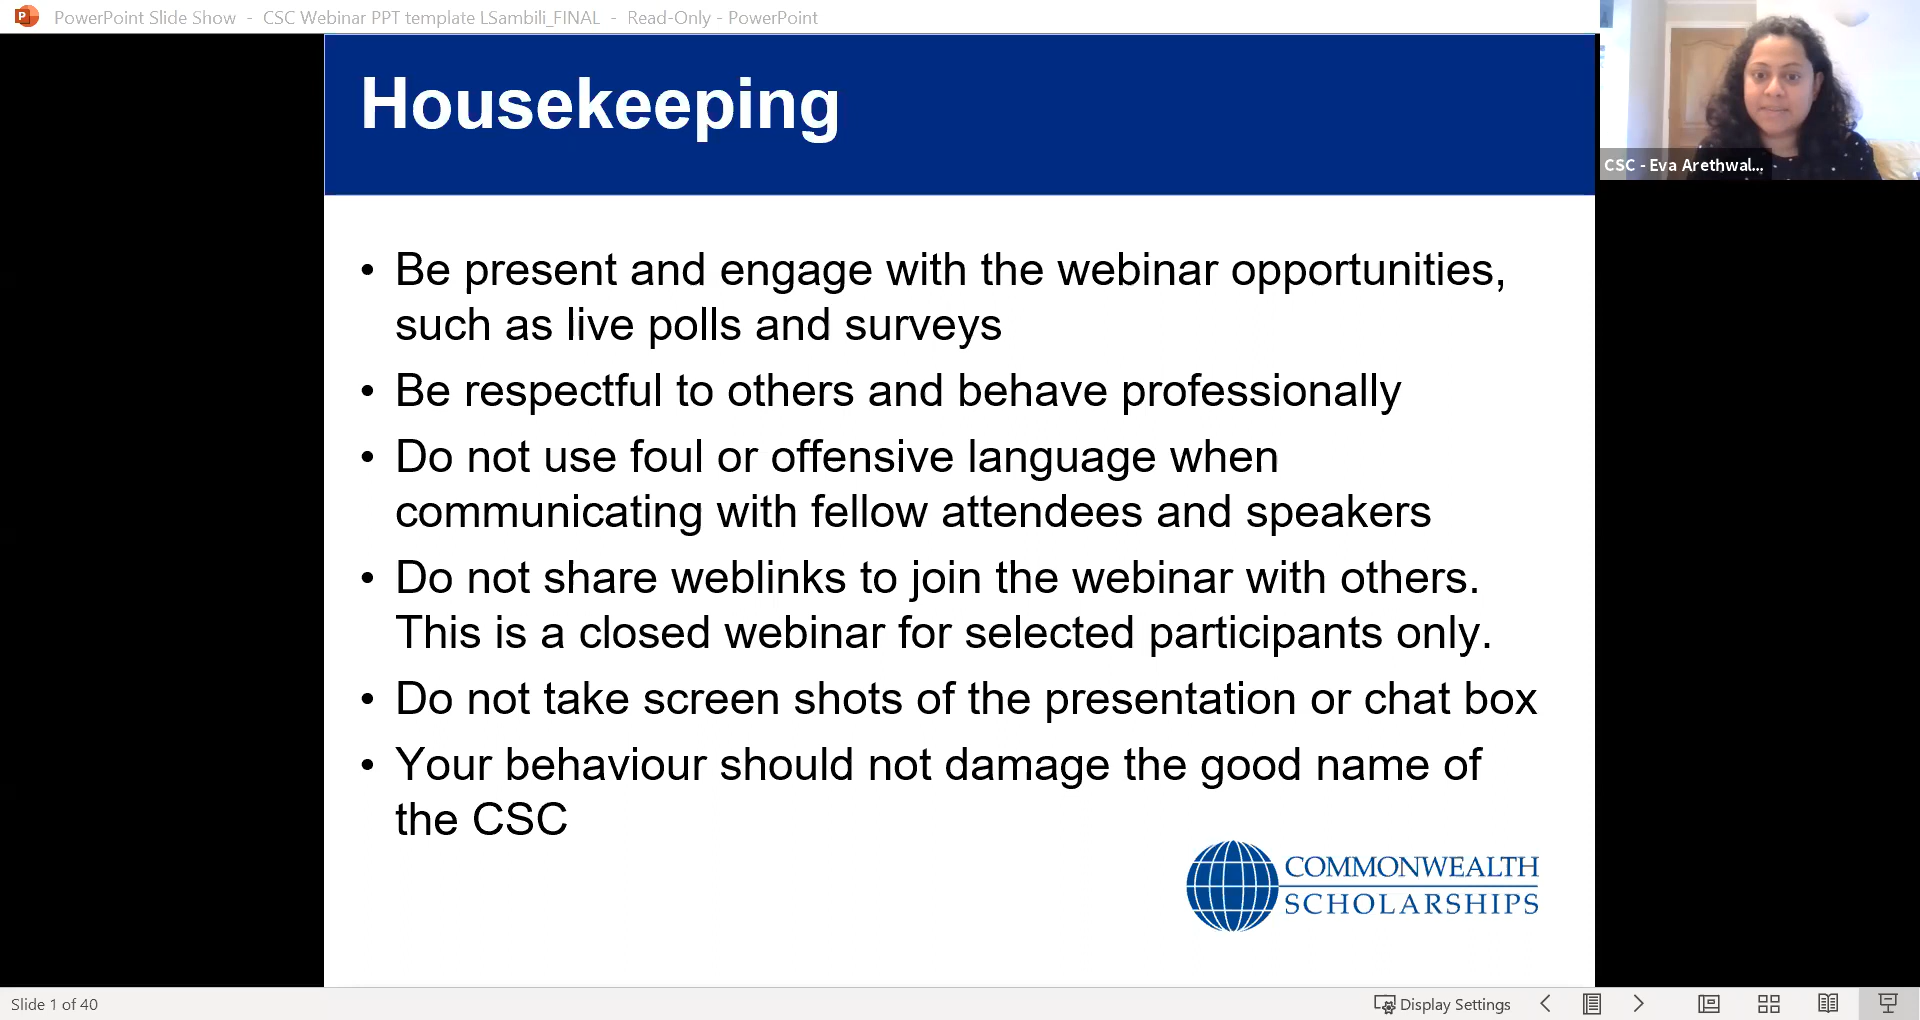 PowerPoint Slide Show - CSC Webinar PPT template LSambili_FINAL - Read-Only - PowerPoint
Housekeeping
CSC - Eva Arethwal...
• Be present and engage with the webinar opportunities,
such as live polls and surveys
• Be respectful to others and behave professionally
• Do not use foul or offensive language when
communicating with fellow attendees and speakers
• Do not share weblinks to join the webinar with others.
This is a closed webinar for selected participants only.
• Do not take screen shots of the presentation or chat box
• Your behaviour should not damage the good name of
the CSC
COMMONWEALTH
SCHOLARSHIPS
Slide 1 of 40
Display Settings